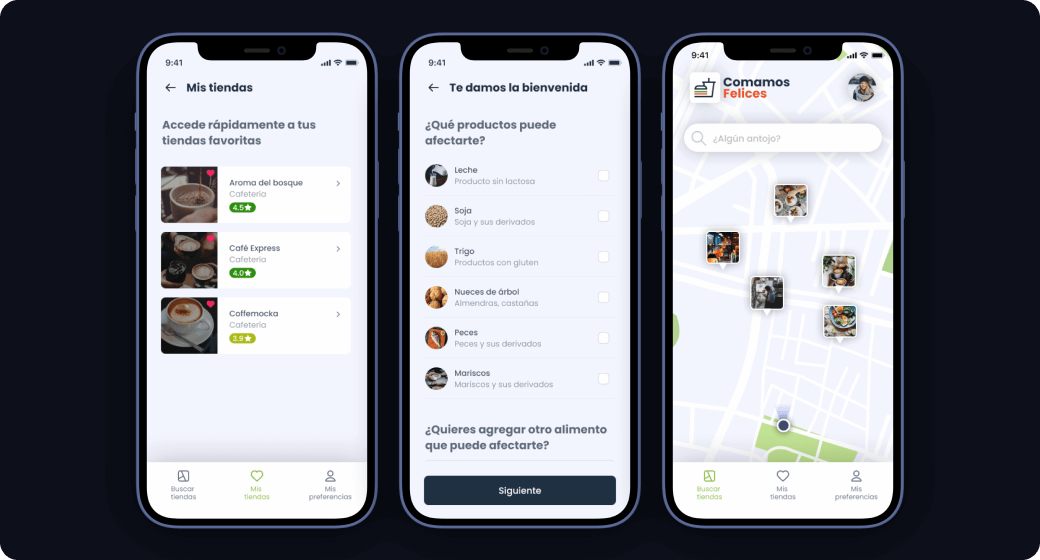 9:41
Mis tiendas
Accede rápidamente a tus
tiendas favoritas
Aroma del bosque
Cafetería
4.5
Café Express
Cafetería
4.0
Coffemocka
Cafetería
3.9
Buscar
tiendas
Mis
tiendas
Mis
preferencias
9:41
Te damos la bienvenida
¿Qué productos puede
afectarte?
Leche
Producto sin lactosa
Soja
Soja y sus derivados
Trigo
Productos con gluten
Nueces de árbol
Almendras, castañas
Peces
Peces y sus derivados
Mariscos
Mariscos y sus derivados
¿Quieres agregar otro alimento
que puede afectarte?
Siguiente
9:41
Comamos
Felices
¿Algún antojo?
Buscar
tiendas
Mis
tiendas
Mis
preferencias